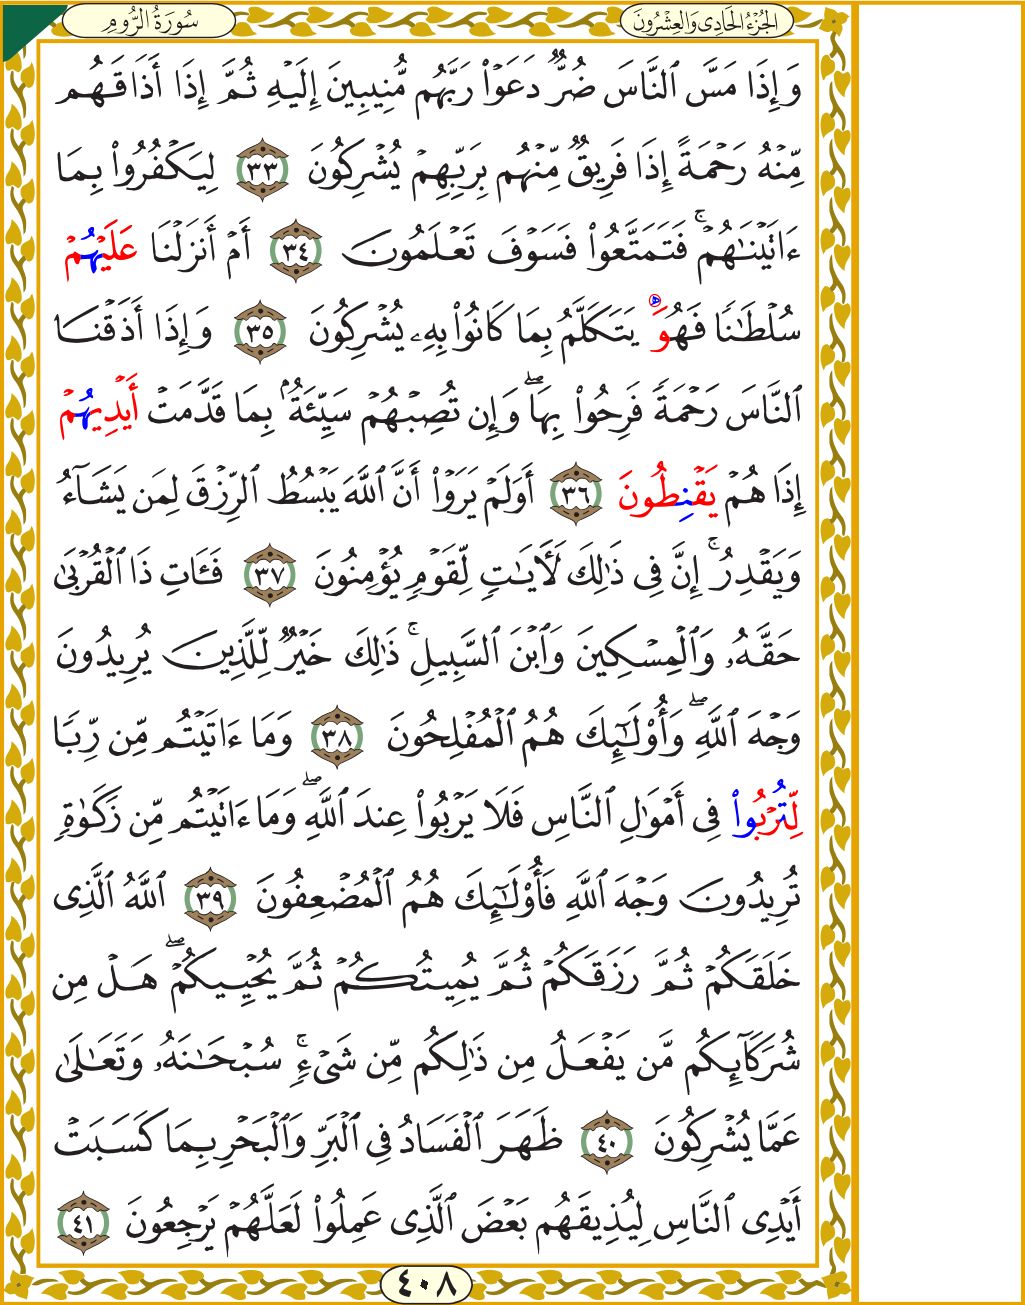 الجُزْءُ الحَادِى وَالعِشْرُونَ
سُورَةُ الرُّومِ
وَإِذَا مَسَّ ٱلنَّاسَ ضُرٌّ دَعَوْا۟ رَبَّهُم مُّنِيبِينَ إِلَيْهِ ثُمَّ إِذَا أَذَاقَهُم
مِّنْهُ رَحْمَةً إِذَا فَرِيقٌ مِّنْهُم بِرَبِّهِمْ يُشْرِكُونَ ٣٣ لِيَكْفُرُوا۟ بِمَا
ءَاتَيْنَٰهُمْ ۚ فَتَمَتَّعُوا۟ فَسَوْفَ تَعْلَمُونَ ٣٤ أَمْ أَنزَلْنَا عَلَيْهُمْ
سُلْطَٰنًا فَهُوَ يَتَكَلَّمُ بِمَا كَانُوا۟ بِهِۦ يُشْرِكُونَ ٣٥ وَإِذَا أَذَقْنَا
ٱلنَّاسَ رَحْمَةً فَرِحُوا۟ بِهَا ۖ وَإِن تُصِبْهُمْ سَيِّئَةٌۢ بِمَا قَدَّمَتْ أَيْدِيهُمْ
إِذَا هُمْ يَقْنِطُونَ ٣٦ أَوَلَمْ يَرَوْا۟ أَنَّ ٱللَّهَ يَبْسُطُ ٱلرِّزْقَ لِمَن يَشَآءُ
وَيَقْدِرُ ۚ إِنَّ فِى ذَٰلِكَ لَءَايَٰتٍ لِّقَوْمٍ يُؤْمِنُونَ ٣٧ فَـَٔاتِ ذَا ٱلْقُرْبَىٰ
حَقَّهُۥ وَٱلْمِسْكِينَ وَٱبْنَ ٱلسَّبِيلِ ۚ ذَٰلِكَ خَيْرٌ لِّلَّذِينَ يُرِيدُونَ
وَجْهَ ٱللَّهِ ۖ وَأُو۟لَٰٓئِكَ هُمُ ٱلْمُفْلِحُونَ ٣٨ وَمَا ءَاتَيْتُم مِّن رِّبًا
لِّتُرْبُوا۟ فِى أَمْوَٰلِ ٱلنَّاسِ فَلَا يَرْبُوا۟ عِندَ ٱللَّهِ ۖ وَمَا ءَاتَيْتُم مِّن زَكَوٰةٍ
تُرِيدُونَ وَجْهَ ٱللَّهِ فَأُو۟لَٰٓئِكَ هُمُ ٱلْمُضْعِفُونَ ٣٩ ٱللَّهُ ٱلَّذِى
خَلَقَكُمْ ثُمَّ رَزَقَكُمْ ثُمَّ يُمِيتُكُمْ ثُمَّ يُحْيِيكُمْ ۖ هَلْ مِن
شُرَكَآئِكُم مَّن يَفْعَلُ مِن ذَٰلِكُم مِّن شَىْءٍ ۚ سُبْحَٰنَهُۥ وَتَعَٰلَىٰ
عَمَّا يُشْرِكُونَ ٤٠ ظَهَرَ ٱلْفَسَادُ فِى ٱلْبَرِّ وَٱلْبَحْرِ بِمَا كَسَبَتْ
أَيْدِى ٱلنَّاسِ لِيُذِيقَهُم بَعْضَ ٱلَّذِى عَمِلُوا۟ لَعَلَّهُمْ يَرْجِعُونَ ٤١
٤٠٨